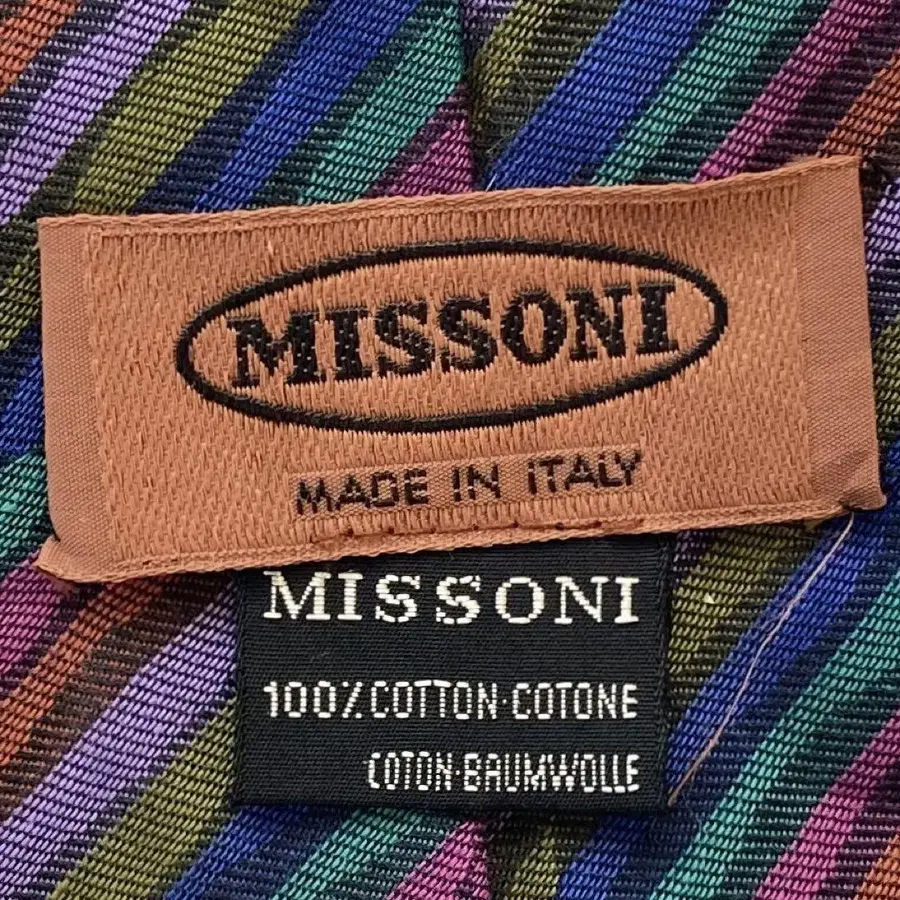 MISSONI
MADE IN iTALY
MISSONI
100% COTTON·COTONE
COTON·BAUMWOLLE